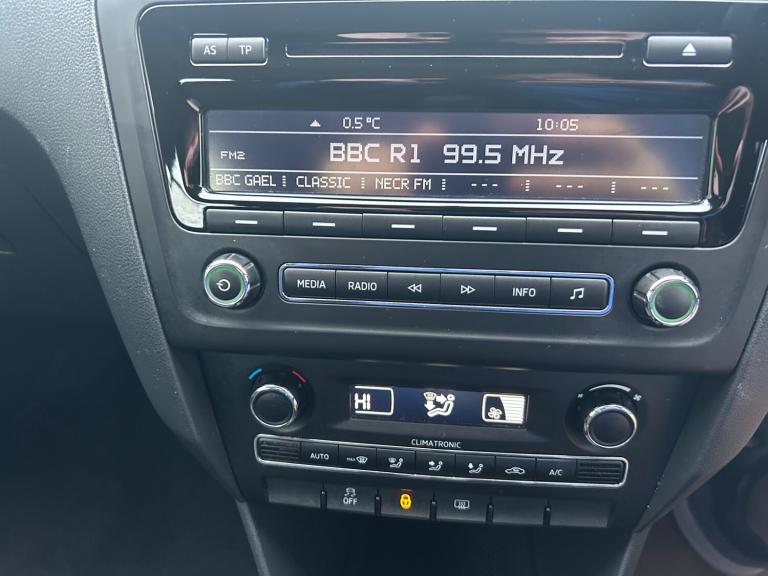 AS TP
0.5 °C 10:05
FM2 BBC R1 99.5 MHz
BBC GAEL CLASSIC NECR FM --- --- ---
MEDIA RADIO INFO
HI
CLIMATRONIC
AUTO MAX A/C
OFF